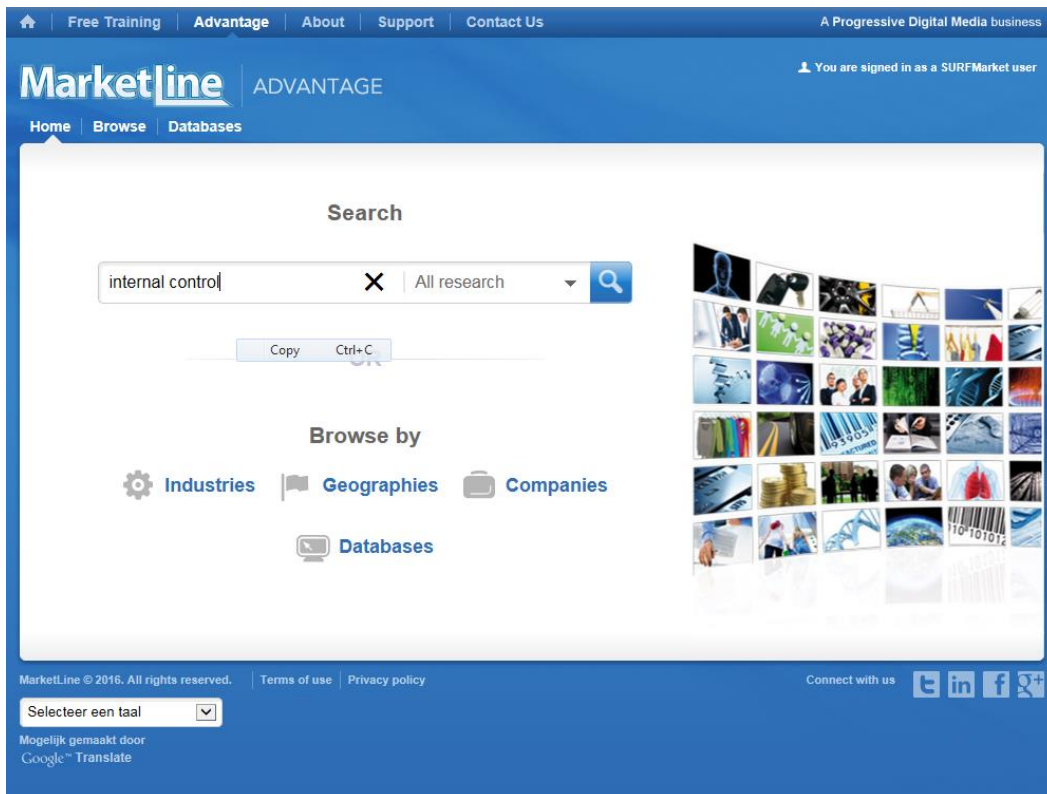 Free Training Advantage About Support Contact Us A Progressive Digital Media business
You are signed in as a SURFMarket user
MarketLine ADVANTAGE
Home Browse Databases
Search
internal control All research
Copy Ctrl+C
Browse by
Industries Geographies Companies
Databases
MarketLine © 2016. All rights reserved. Terms of use Privacy policy Connect with us
Selecteer een taal
Mogelijk gemaakt door
Google™ Translate